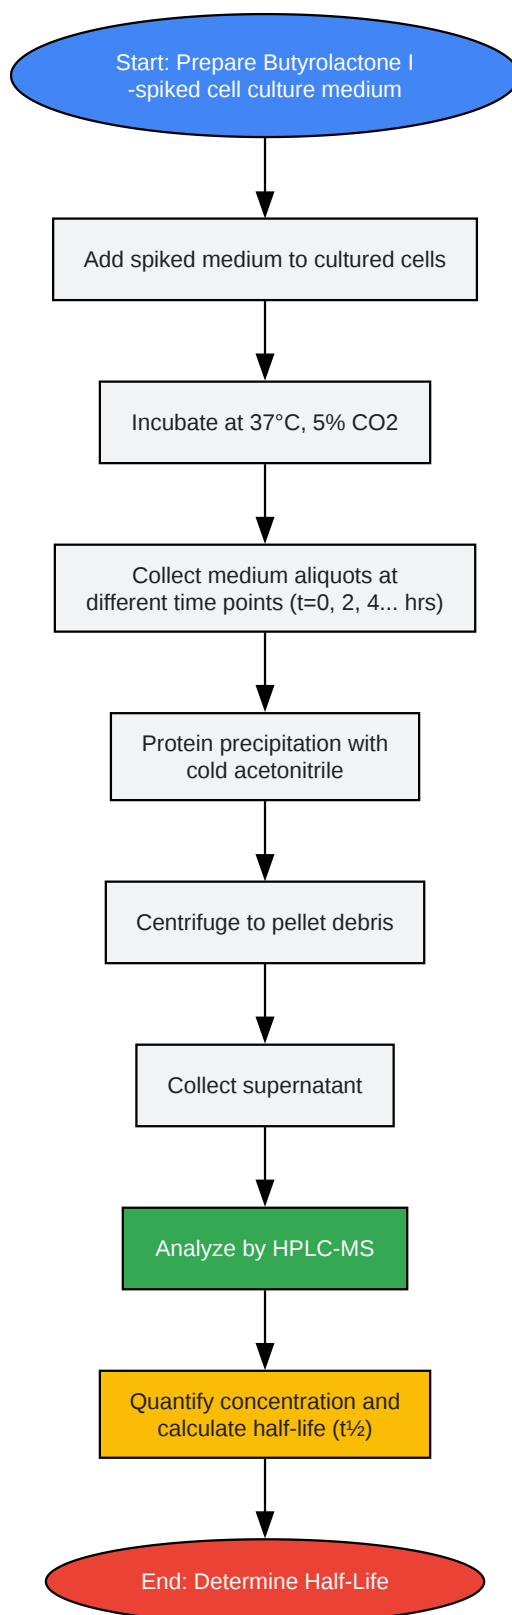 Start: Prepare Butyrolactone I
-spiked cell culture medium
Add spiked medium to cultured cells
Incubate at 37°C, 5% CO2
Collect medium aliquots at
different time points (t=0, 2, 4... hrs)
Protein precipitation with
cold acetonitrile
Centrifuge to pellet debris
Collect supernatant
Analyze by HPLC-MS
Quantify concentration and
calculate half-life (t½)
End: Determine Half-Life